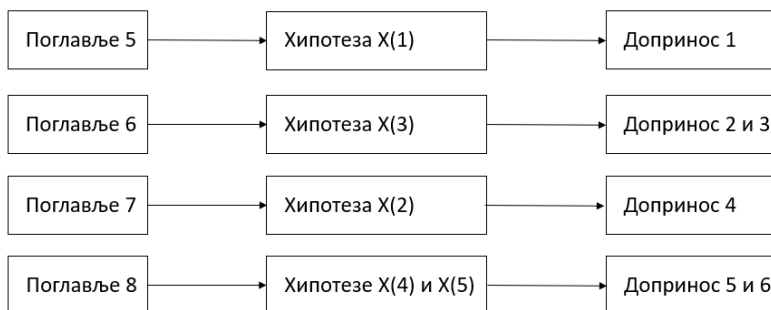 Поглавље 5
Хипотеза X(1)
Допринос 1
Поглавље 6
Хипотеза X(3)
Допринос 2 и 3
Поглавље 7
Хипотеза X(2)
Допринос 4
Поглавље 8
Хипотезе X(4) и X(5)
Допринос 5 и 6